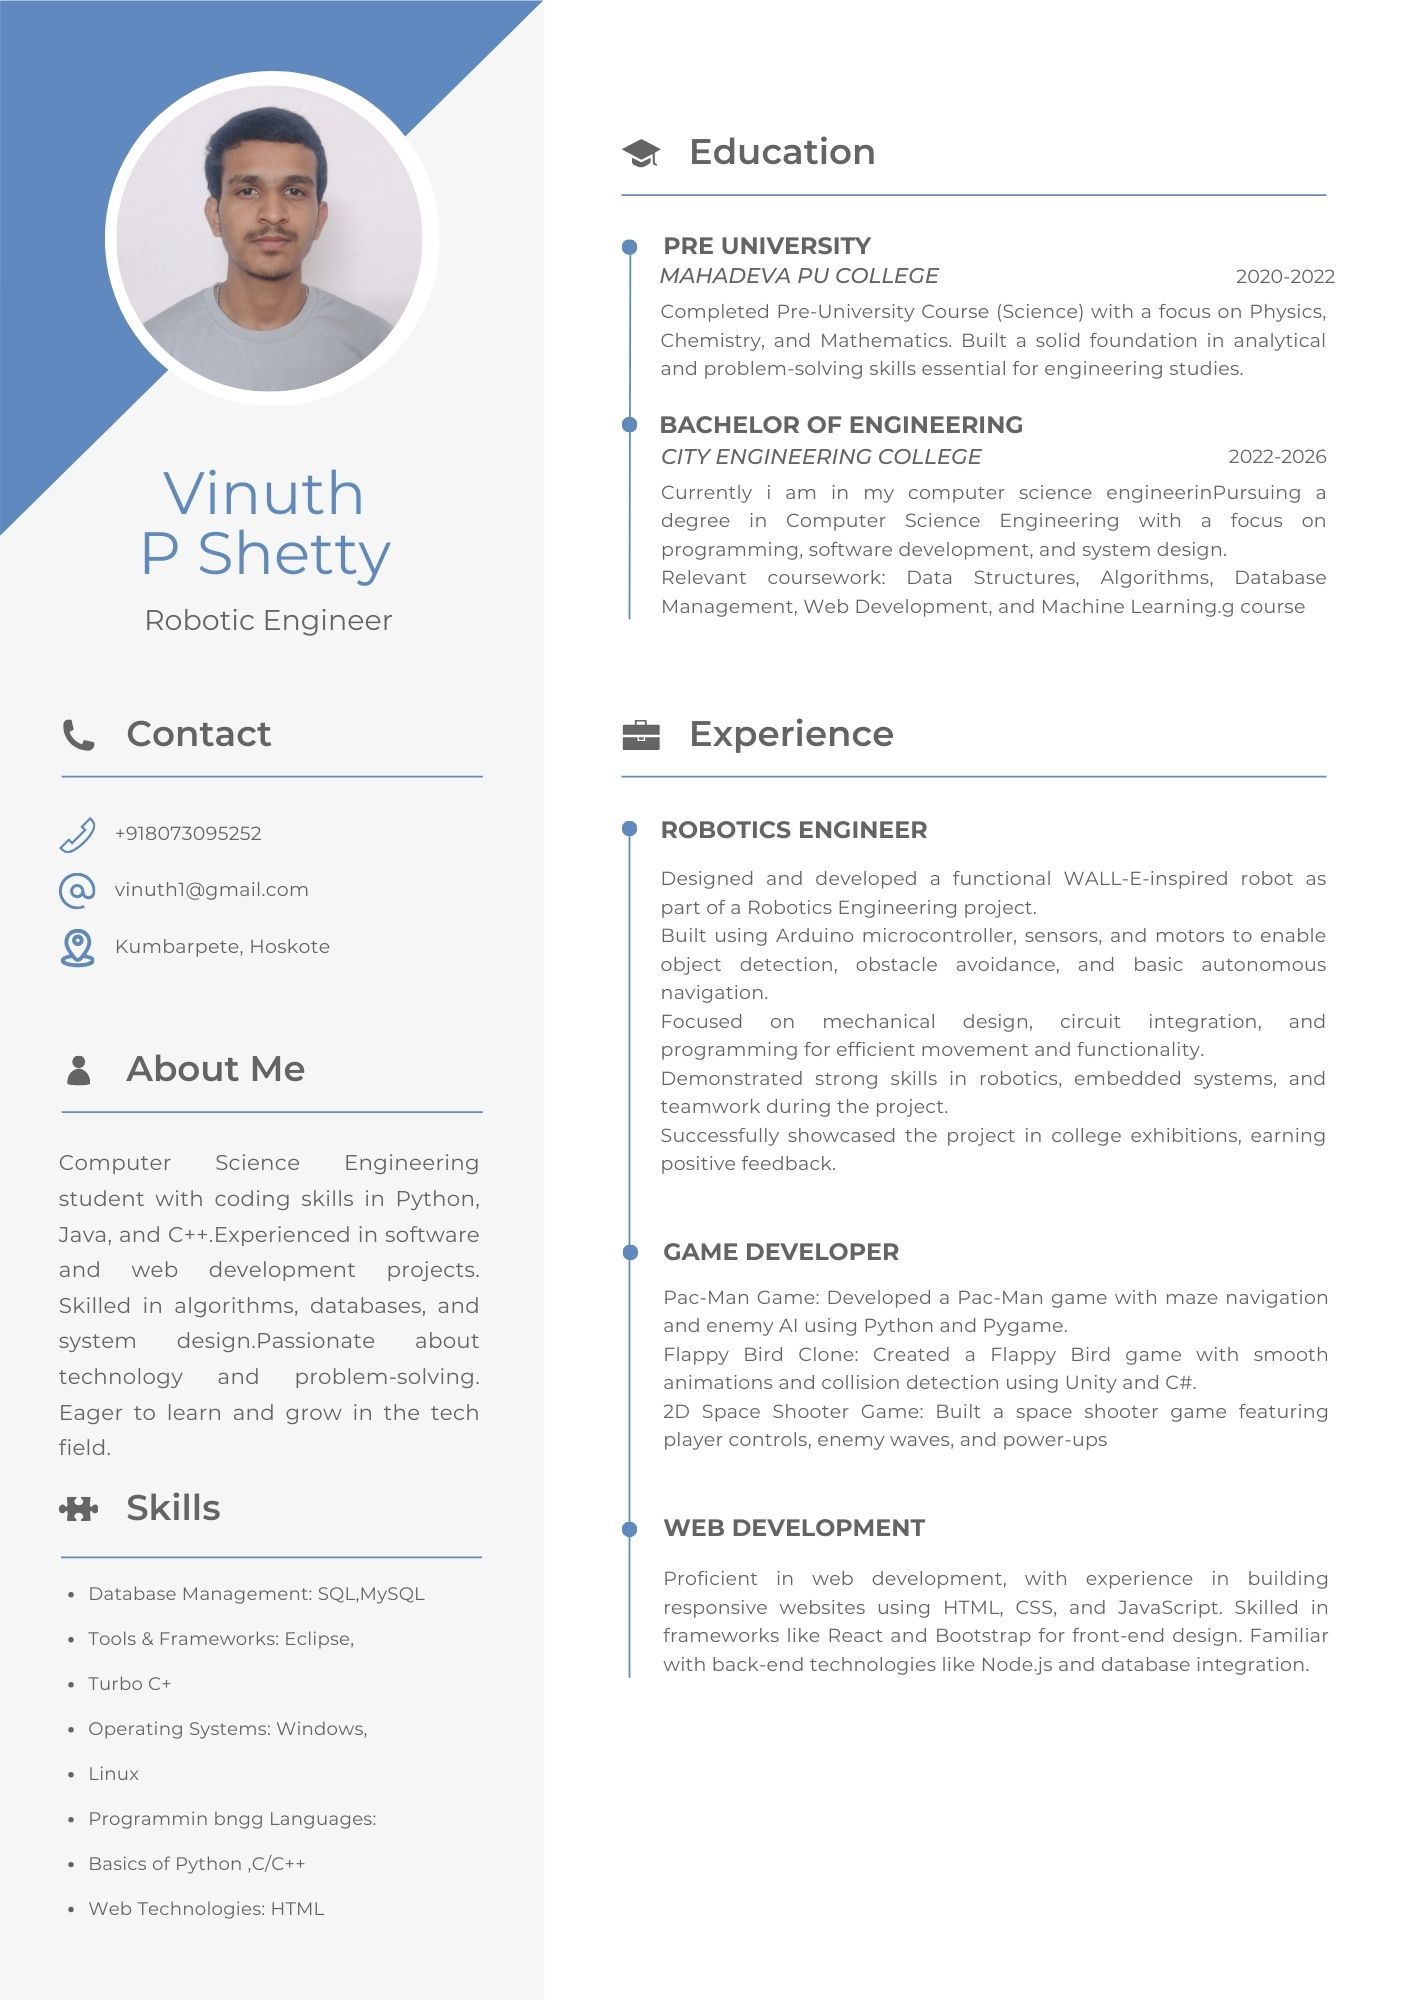 Vinuth
P Shetty
Robotic Engineer
Contact
+918073095252
vinuth1@gmail.com
Kumbarpete, Hoskote
About Me
Computer Science Engineering
student with coding skills in Python,
Java, and C++.Experienced in software
and web development projects.
Skilled in algorithms, databases, and
system design.Passionate about
technology and problem-solving.
Eager to learn and grow in the tech
field.
Skills
• Database Management: SQL,MySQL
• Tools & Frameworks: Eclipse,
• Turbo C+
• Operating Systems: Windows,
• Linux
• Programmin bngg Languages:
• Basics of Python ,C/C++
• Web Technologies: HTML
Education
PRE UNIVERSITY
MAHADEVA PU COLLEGE 2020-2022
Completed Pre-University Course (Science) with a focus on Physics,
Chemistry, and Mathematics. Built a solid foundation in analytical
and problem-solving skills essential for engineering studies.
BACHELOR OF ENGINEERING
CITY ENGINEERING COLLEGE 2022-2026
Currently i am in my computer science engineerinPursuing a
degree in Computer Science Engineering with a focus on
programming, software development, and system design.
Relevant coursework: Data Structures, Algorithms, Database
Management, Web Development, and Machine Learning.g course
Experience
ROBOTICS ENGINEER
Designed and developed a functional WALL-E-inspired robot as
part of a Robotics Engineering project.
Built using Arduino microcontroller, sensors, and motors to enable
object detection, obstacle avoidance, and basic autonomous
navigation.
Focused on mechanical design, circuit integration, and
programming for efficient movement and functionality.
Demonstrated strong skills in robotics, embedded systems, and
teamwork during the project.
Successfully showcased the project in college exhibitions, earning
positive feedback.
GAME DEVELOPER
Pac-Man Game: Developed a Pac-Man game with maze navigation
and enemy AI using Python and Pygame.
Flappy Bird Clone: Created a Flappy Bird game with smooth
animations and collision detection using Unity and C#.
2D Space Shooter Game: Built a space shooter game featuring
player controls, enemy waves, and power-ups
WEB DEVELOPMENT
Proficient in web development, with experience in building
responsive websites using HTML, CSS, and JavaScript. Skilled in
frameworks like React and Bootstrap for front-end design. Familiar
with back-end technologies like Node.js and database integration.